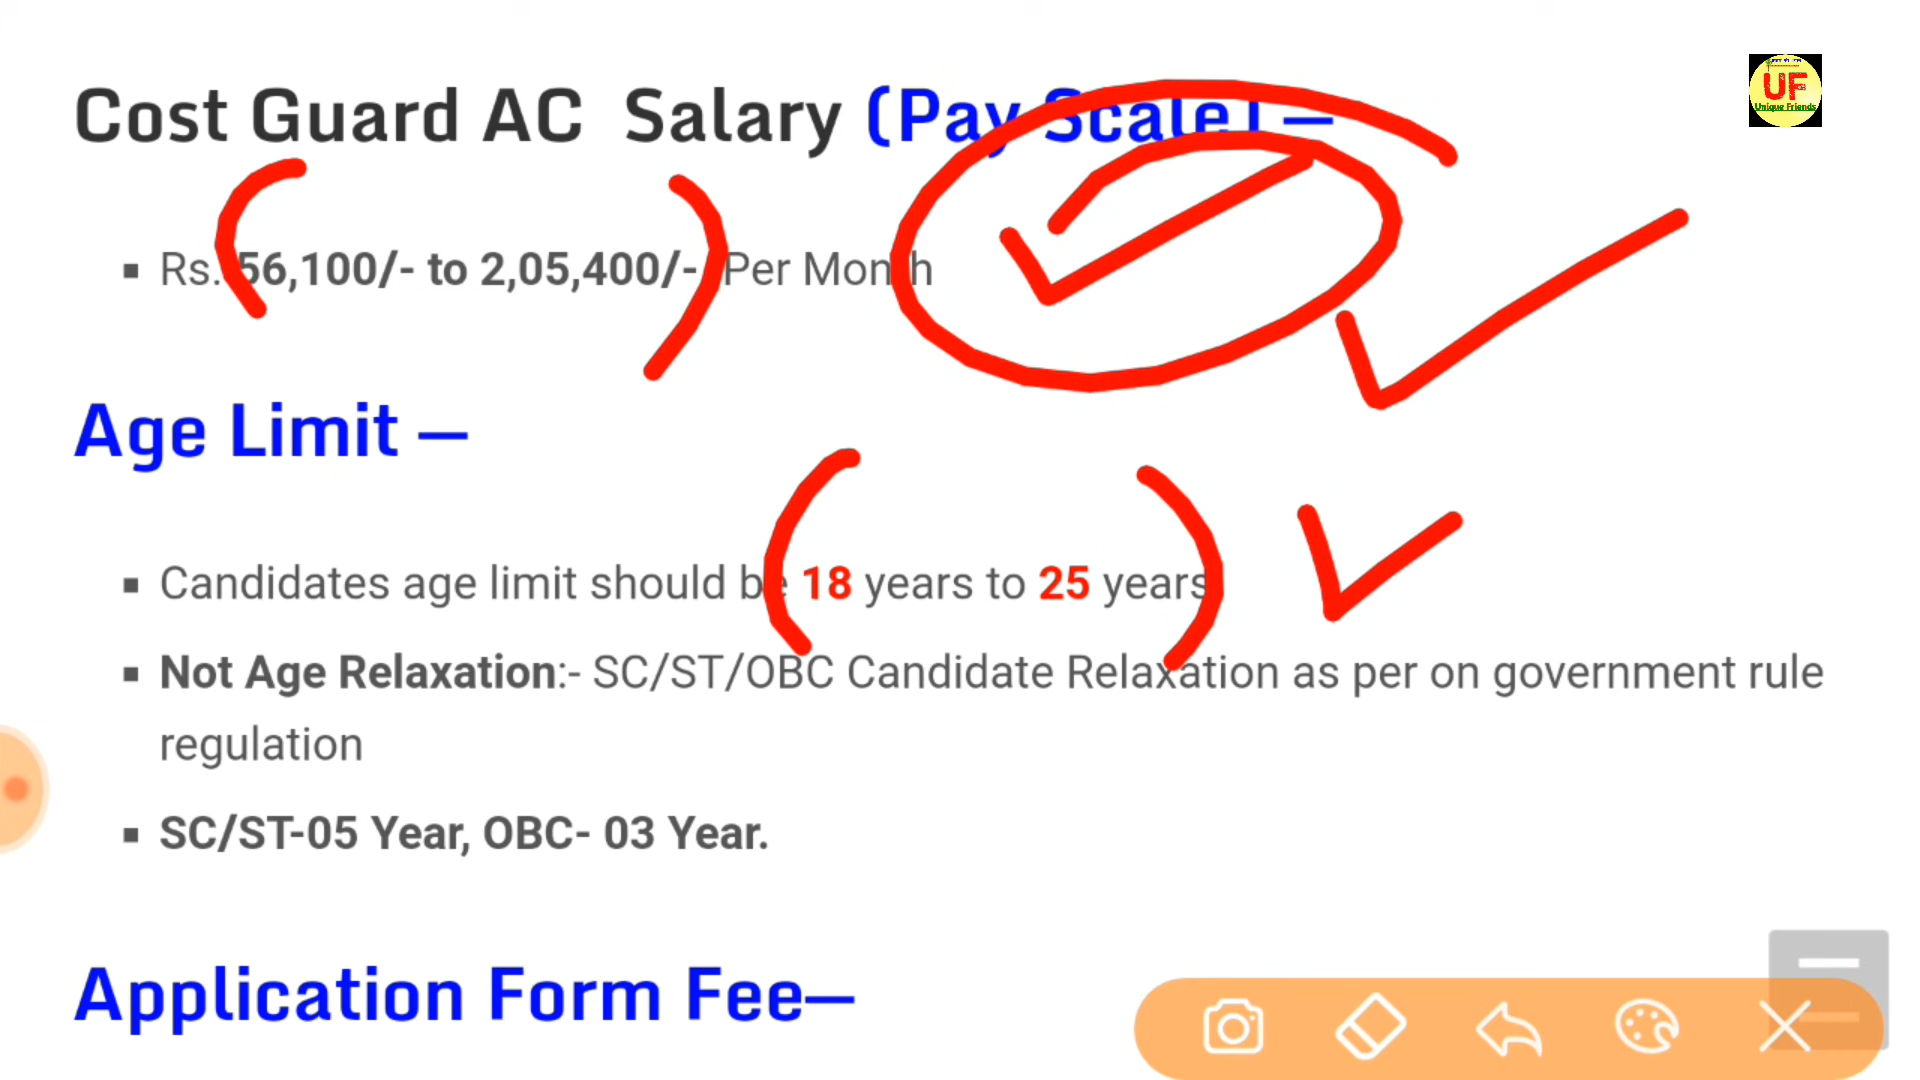 Cost Guard AC Salary (Pay Scale) –
UF
Unique Friends
▪ Rs. 56,100/- to 2,05,400/- Per Month
Age Limit –
▪ Candidates age limit should be 18 years to 25 years
▪ Not Age Relaxation:- SC/ST/OBC Candidate Relaxation as per on government rule
regulation
▪ SC/ST-05 Year, OBC- 03 Year.
Application Form Fee–